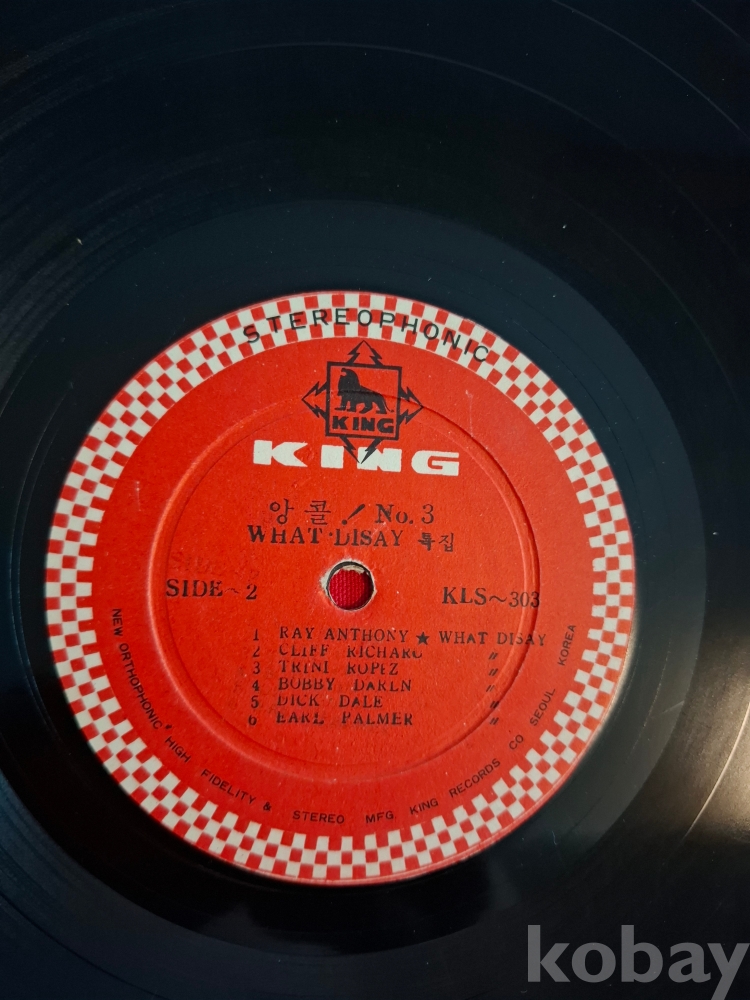 STEREOPHONIC
KING
KING
앙콜! No. 3
WHAT DISAY 특집
SIDE~2
KLS~303
1 RAY ANTHONY ★ WHAT DISAY
2 CLIFF RICHARC "
3 TRINI ROPEZ "
4 BOBBY DAREN "
5 DICK DALE "
6 EARL PALMER "
NEW ORTHOPHONIC" HIGH FIDELITY & STEREO MFG KING RECORDS CO SEOUL KOREA
kobay